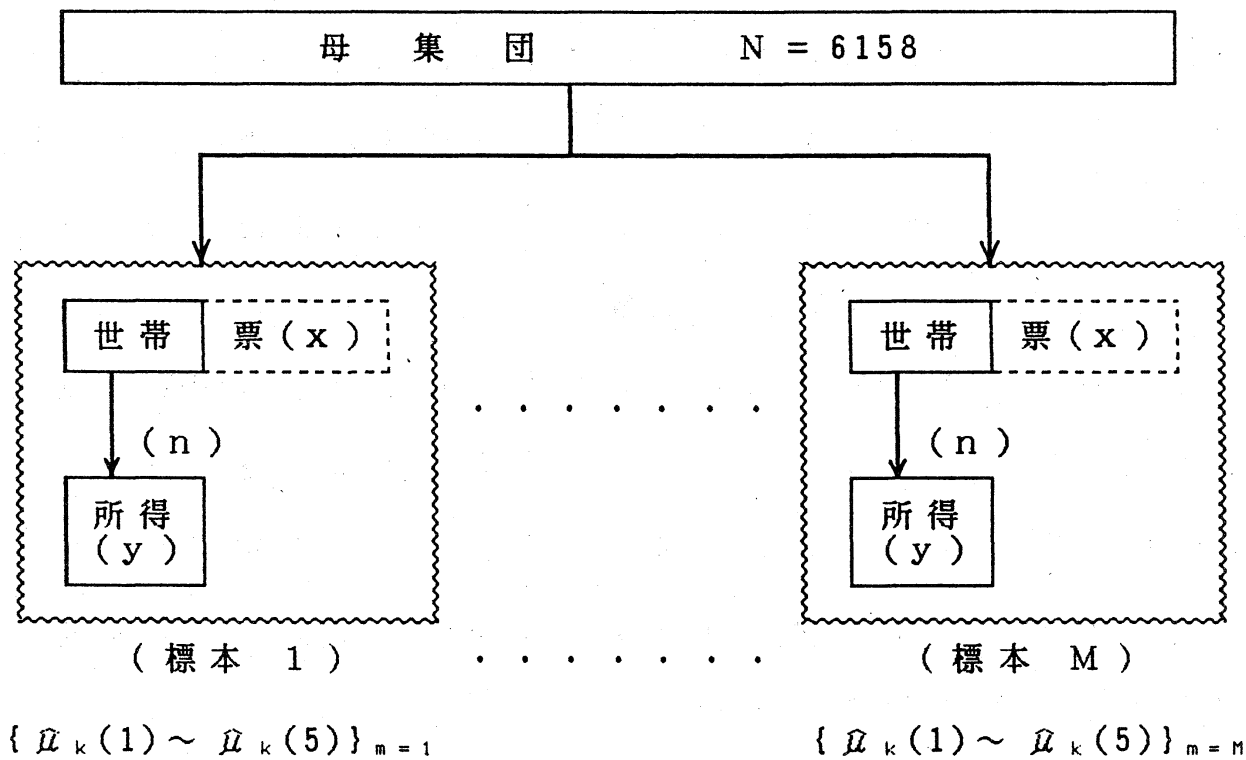 母 集 団 N = 6158
世帯 票(x) 世帯 票(x)
(n) ・・・・・・・ (n)
所得 所得
(y) (y)
(標本 1) ・・・・・・・ (標本 M)
{ μ̂ k (1)～ μ̂ k (5)} m = 1 { μ̂ k (1)～ μ̂ k (5)} m = M